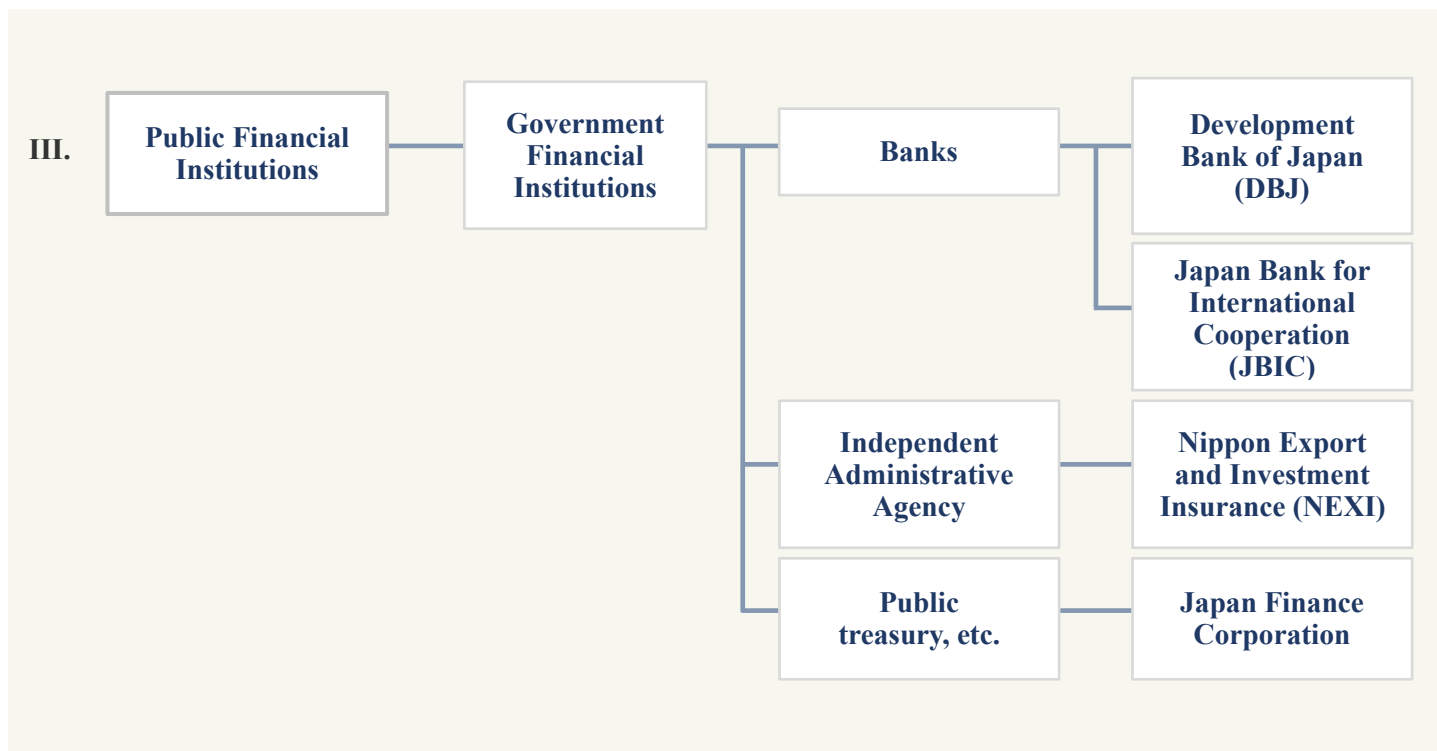 III.
Public Financial
Institutions
Government
Financial
Institutions
Banks
Development
Bank of Japan
(DBJ)
Japan Bank for
International
Cooperation
(JBIC)
Independent
Administrative
Agency
Nippon Export
and Investment
Insurance (NEXI)
Public
treasury, etc.
Japan Finance
Corporation